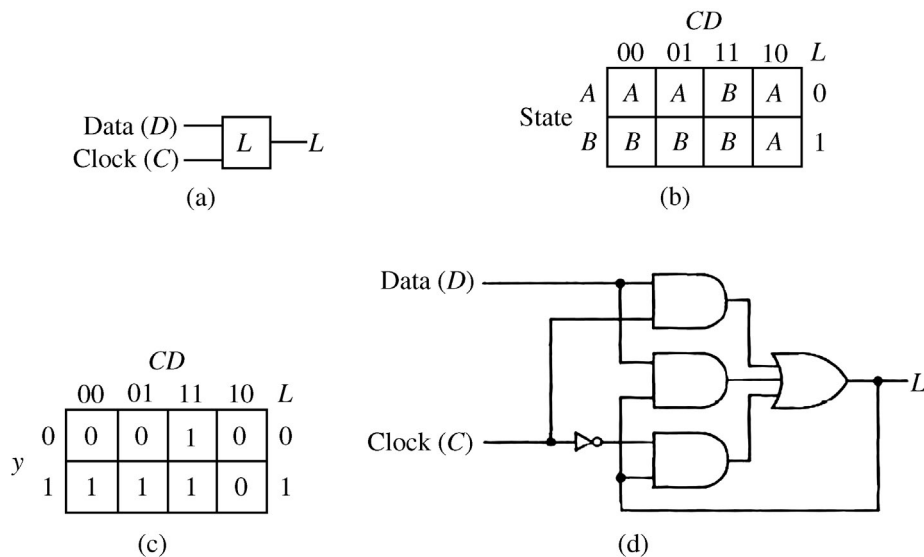 Data (D)
Clock (C)
L
L
(a)
CD
00 01 11 10 L
A A A B A 0
State
B B B B A 1
(b)
CD
00 01 11 10 L
0 0 0 1 0 0
y
1 1 1 1 0 1
(c)
Data (D)
Clock (C)
L
(d)